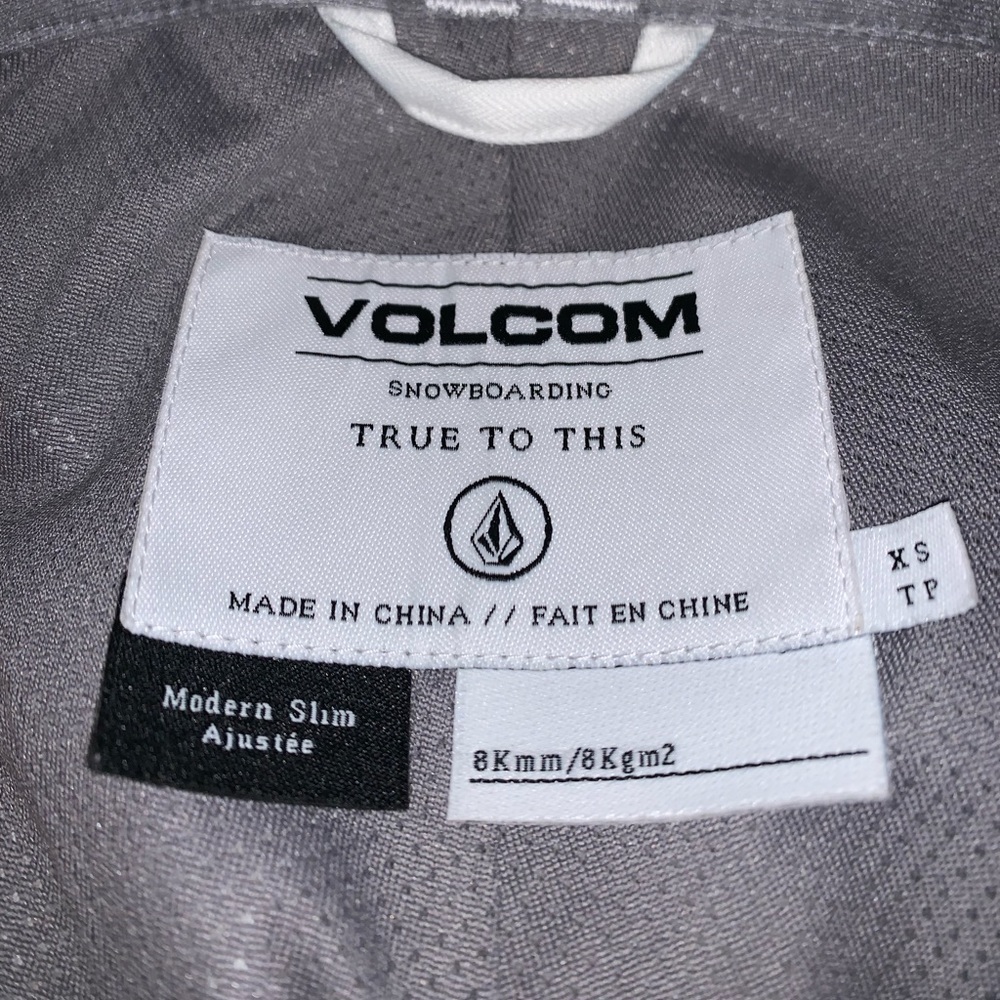 VOLCOM
SNOWBOARDING
TRUE TO THIS
MADE IN CHINA // FAIT EN CHINE
XS
TP
Modern Slim
Ajustée
8Kmm/8Kgm2